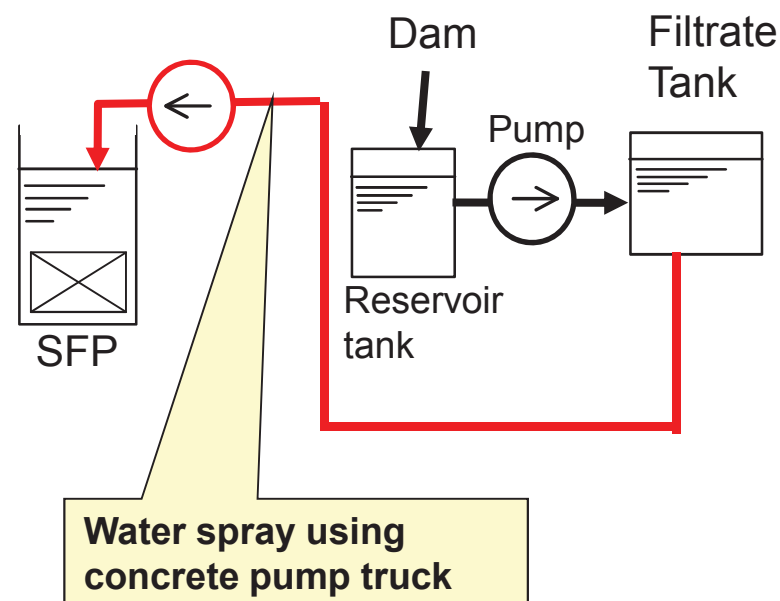 Dam
Filtrate
Tank
Pump
SFP
Reservoir
tank
Water spray using
concrete pump truck